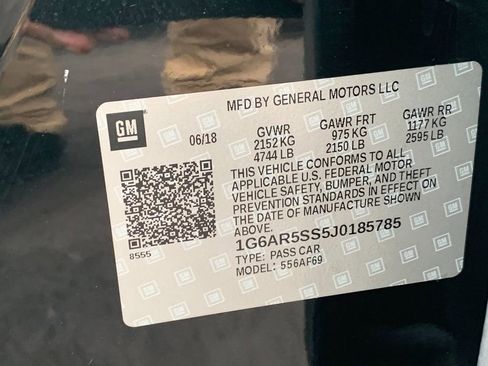 MFD BY GENERAL MOTORS LLC
GM
06/18
GVWR GAWR FRT GAWR RR
2152 KG 975 KG 1177 KG
4744 LB 2150 LB 2595 LB
THIS VEHICLE CONFORMS TO ALL
APPLICABLE U.S. FEDERAL MOTOR
VEHICLE SAFETY, BUMPER, AND THEFT
PREVENTION STANDARDS IN EFFECT ON
THE DATE OF MANUFACTURE SHOWN
ABOVE.
1G6AR5SS5J0185785
8555
TYPE: PASS CAR
MODEL: 556AF69